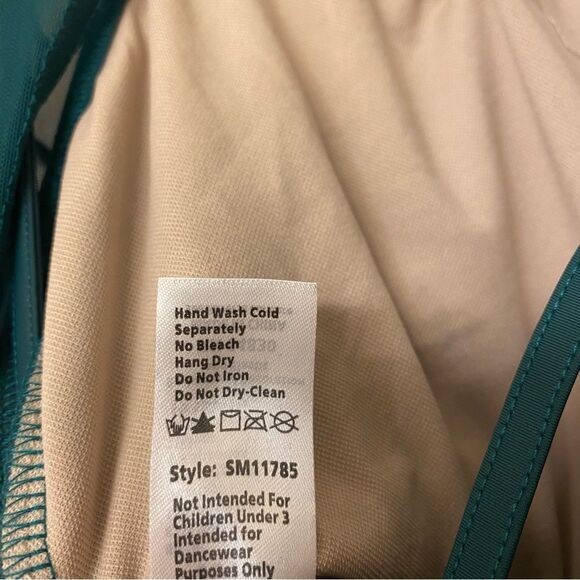 Hand Wash Cold
Separately
No Bleach
Hang Dry
Do Not Iron
Do Not Dry-Clean
Style: SM11785
Not Intended For
Children Under 3
Intended for
Dancewear
Purposes Only